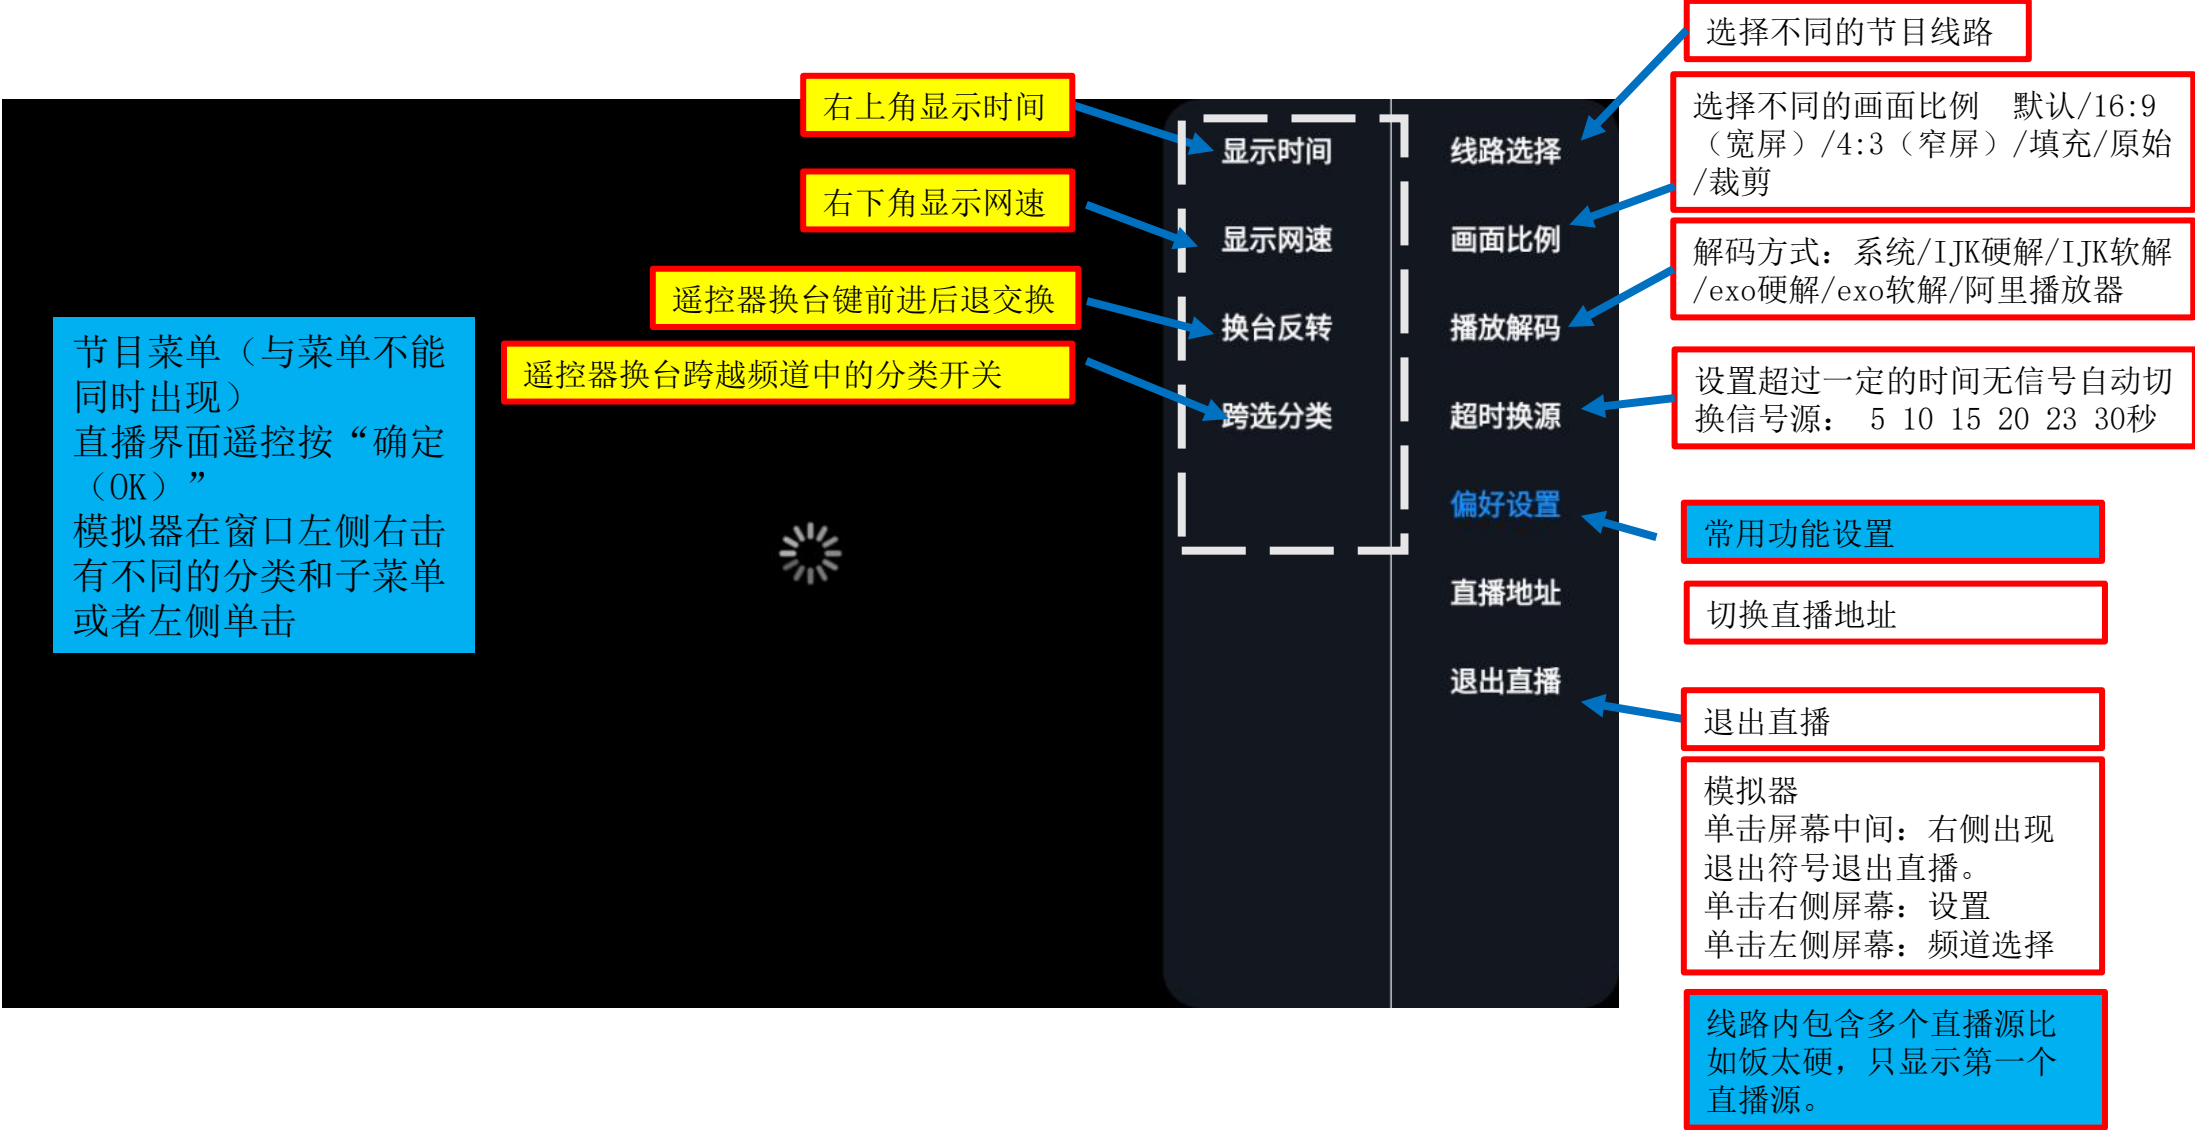 选择不同的节目线路
选择不同的画面比例　默认/16:9
（宽屏）/4:3（窄屏）/填充/原始
/裁剪
右上角显示时间
显示时间
线路选择
右下角显示网速
显示网速
画面比例
解码方式：系统/IJK硬解/IJK软解
/exo硬解/exo软解/阿里播放器
遥控器换台键前进后退交换
换台反转
播放解码
遥控器换台跨越频道中的分类开关
跨选分类
超时换源
设置超过一定的时间无信号自动切
换信号源： 5 10 15 20 23 30秒
节目菜单（与菜单不能
同时出现）
直播界面遥控按“确定
（OK）”
模拟器在窗口左侧右击
有不同的分类和子菜单
或者左侧单击
偏好设置
常用功能设置
直播地址
切换直播地址
退出直播
退出直播
模拟器
单击屏幕中间：右侧出现
退出符号退出直播。
单击右侧屏幕：设置
单击左侧屏幕：频道选择
线路内包含多个直播源比
如饭太硬，只显示第一个
直播源。